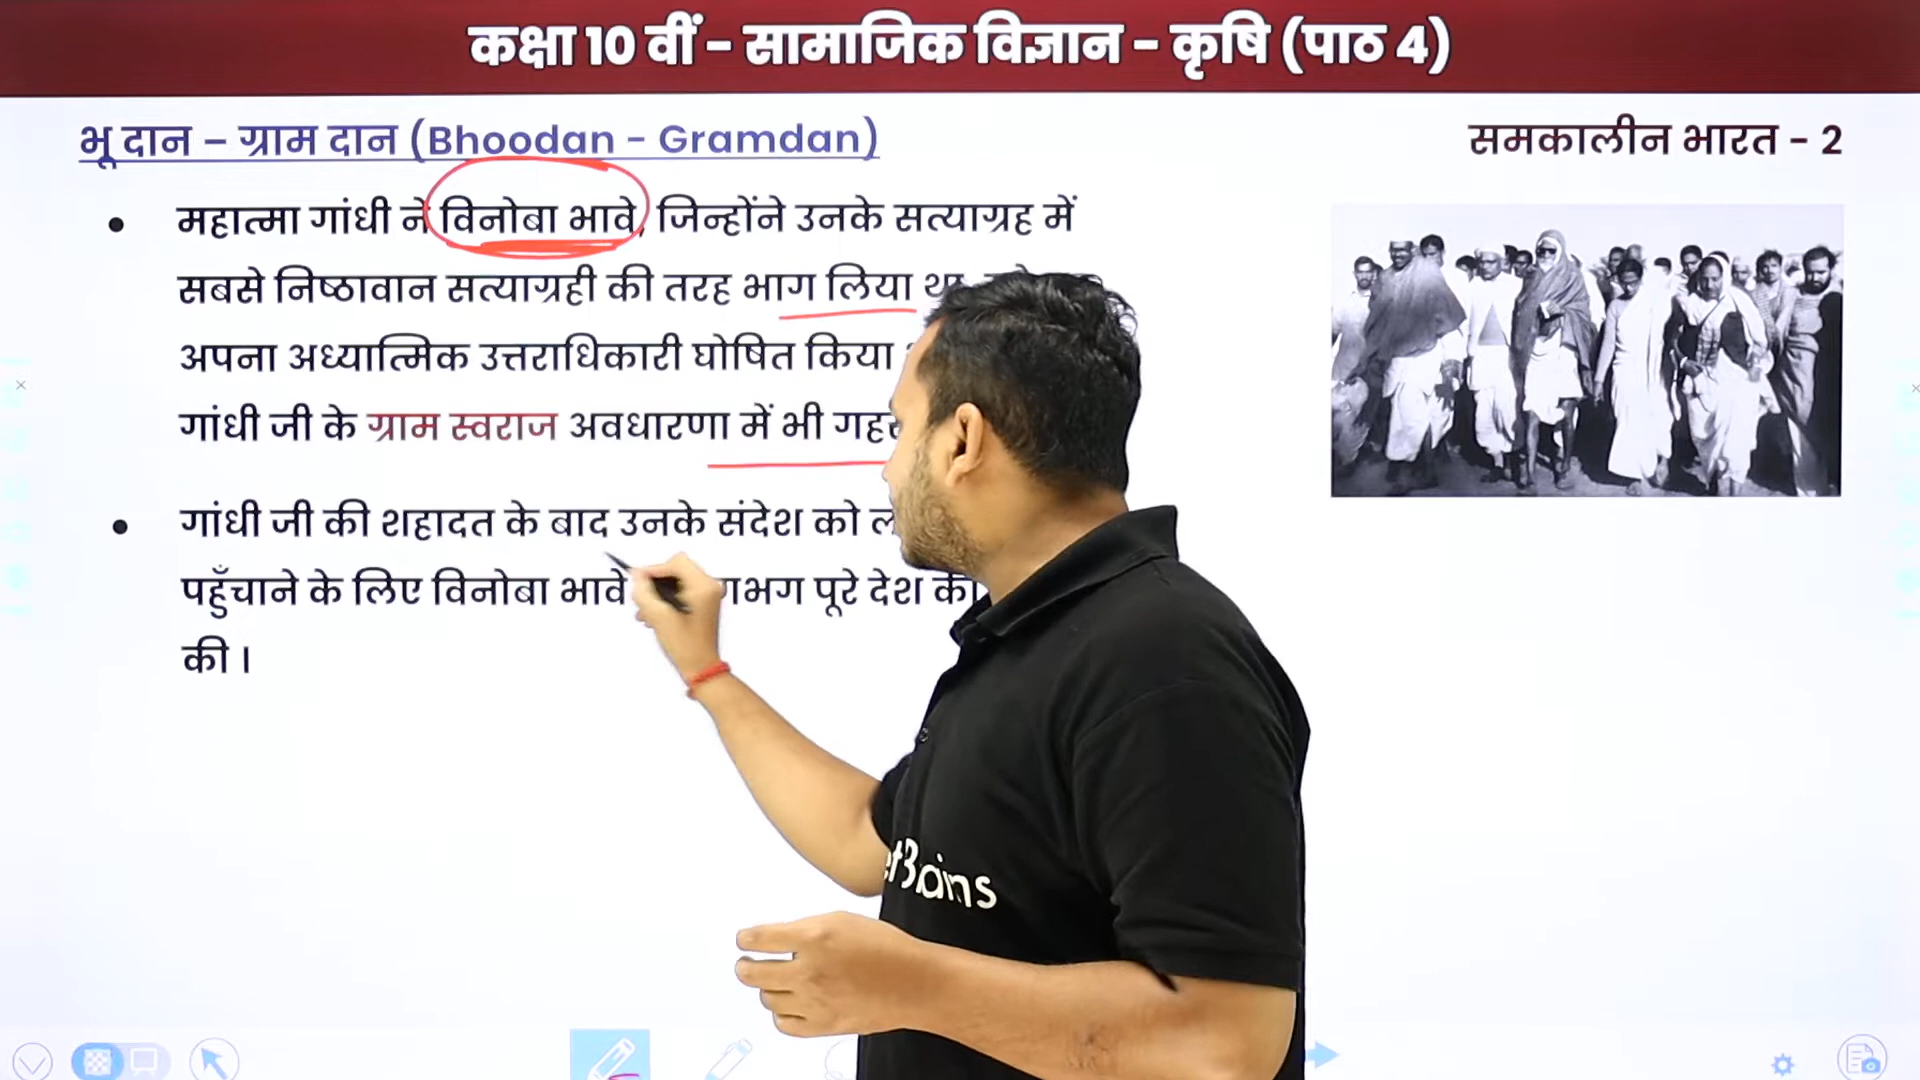 कक्षा 10 वीं – सामाजिक विज्ञान - कृषि (पाठ 4)
भू दान – ग्राम दान (Bhoodan - Gramdan)
समकालीन भारत - 2
महात्मा गांधी ने विनोबा भावे, जिन्होंने उनके सत्याग्रह में
सबसे निष्ठावान सत्याग्रही की तरह भाग लिया
अपना अध्यात्मिक उत्तराधिकारी घोषित किया
गांधी जी के ग्राम स्वराज अवधारणा में भी
गांधी जी की शहादत के बाद उनके संदेश को
पहुँचाने के लिए विनोबा भावे पूरे देश
की ।